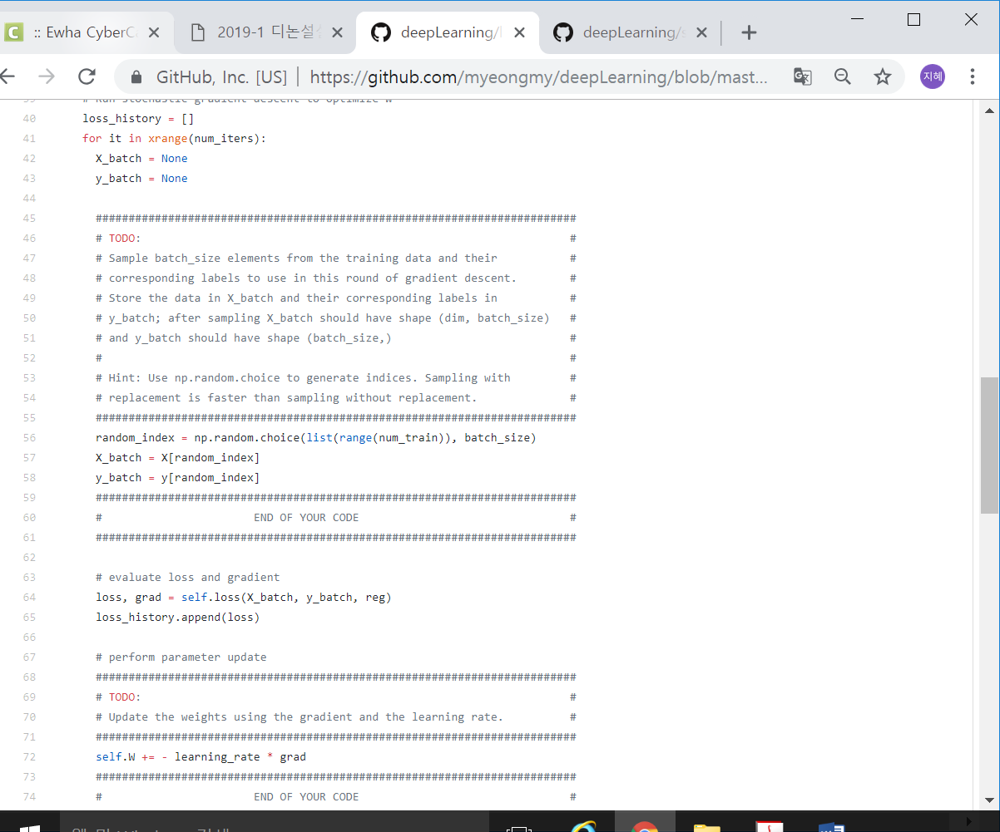 :: Ewha CyberC
2019-1 디논설
deepLearning/
deepLearning/
GitHub, Inc. [US]
https://github.com/myeongmy/deepLearning/blob/mast...
지혜
39 # Run stochastic gradient descent to optimize W
40 loss_history = []
41 for it in xrange(num_iters):
42 X_batch = None
43 y_batch = None
44
45 #########################################################################
46 # TODO: #
47 # Sample batch_size elements from the training data and their #
48 # corresponding labels to use in this round of gradient descent. #
49 # Store the data in X_batch and their corresponding labels in #
50 # y_batch; after sampling X_batch should have shape (dim, batch_size) #
51 # and y_batch should have shape (batch_size,) #
52 # #
53 # Hint: Use np.random.choice to generate indices. Sampling with #
54 # replacement is faster than sampling without replacement. #
55 #########################################################################
56 random_index = np.random.choice(list(range(num_train)), batch_size)
57 X_batch = X[random_index]
58 y_batch = y[random_index]
59 #########################################################################
60 # END OF YOUR CODE #
61 #########################################################################
62
63 # evaluate loss and gradient
64 loss, grad = self.loss(X_batch, y_batch, reg)
65 loss_history.append(loss)
66
67 # perform parameter update
68 #########################################################################
69 # TODO: #
70 # Update the weights using the gradient and the learning rate. #
71 #########################################################################
72 self.W += - learning_rate * grad
73 #########################################################################
74 # END OF YOUR CODE #